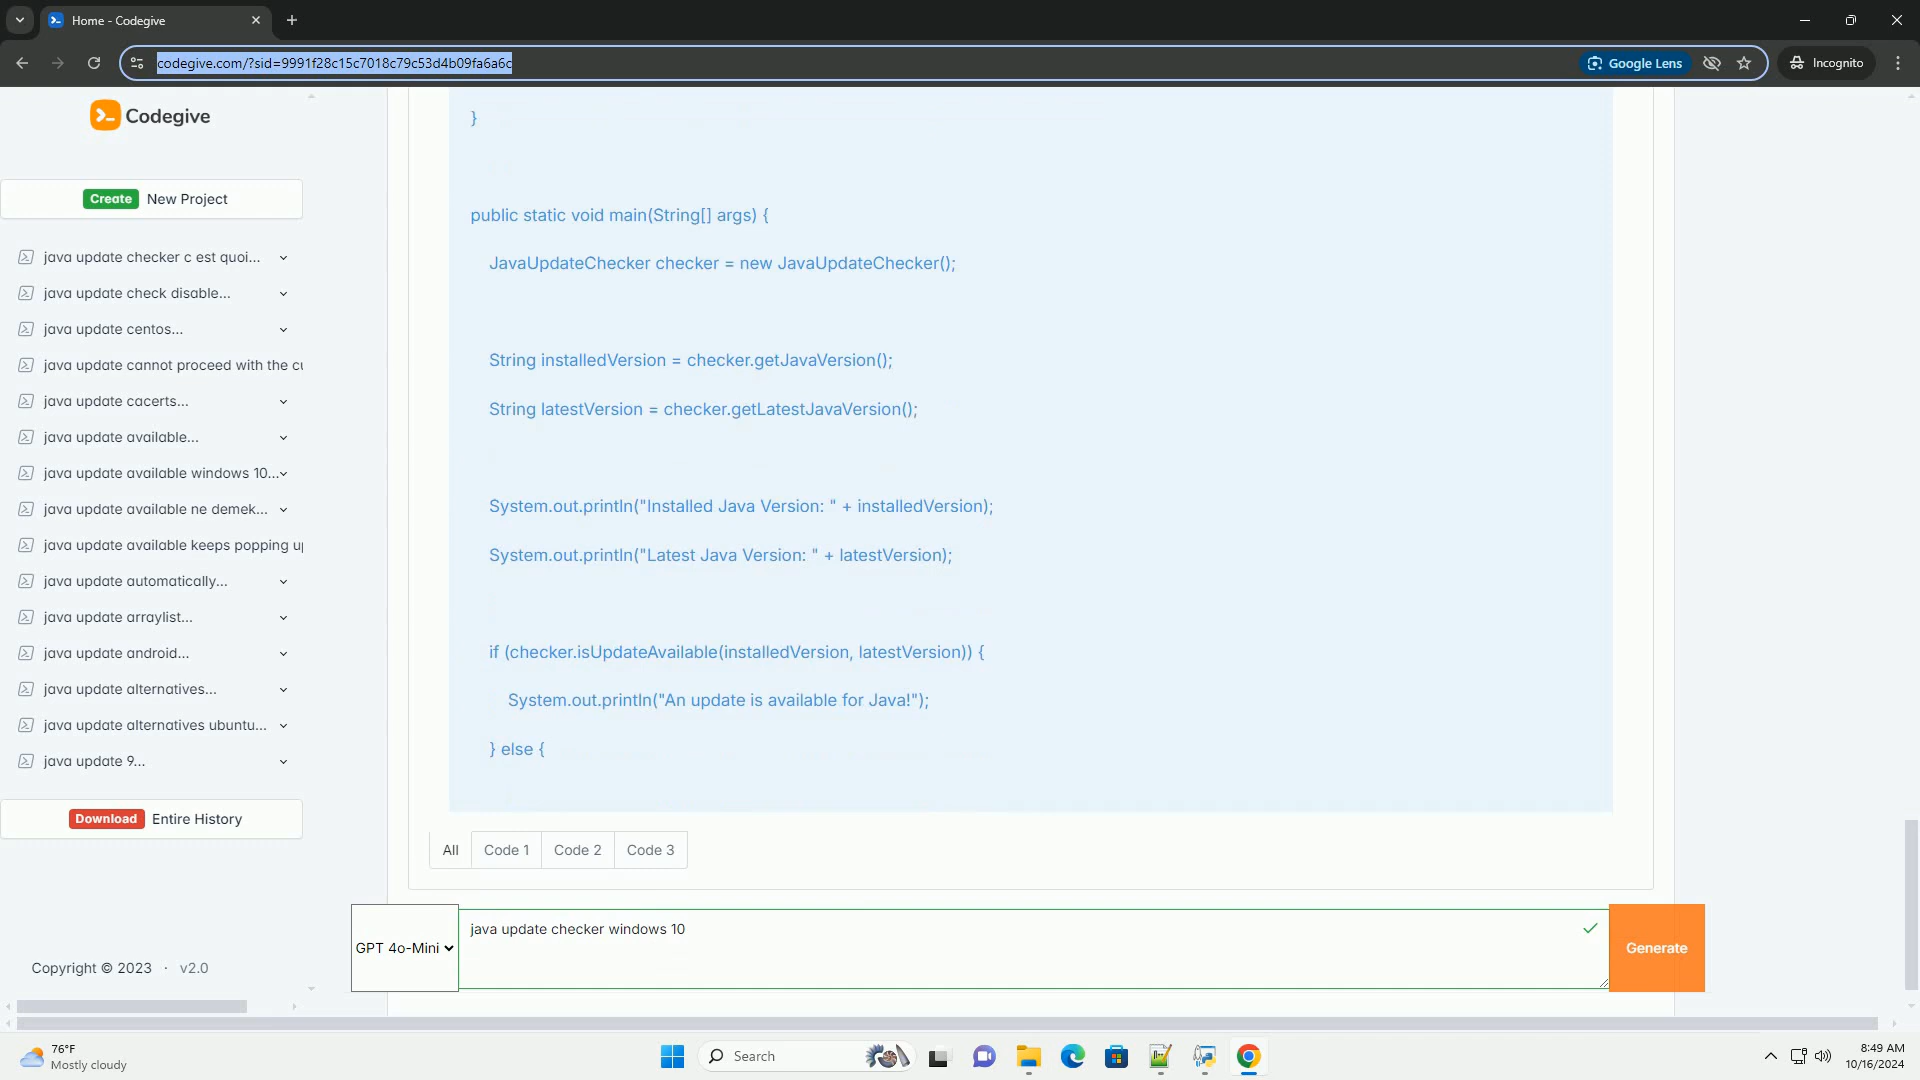 Home - Codegive
codegive.com/?sid=9991f28c15c7018c79c53d4b09fa6a6c
Google Lens
Incognito
Codegive
Create New Project
java update checker c est quoi...
java update check disable...
java update centos...
java update cannot proceed with the cu
java update cacerts...
java update available...
java update available windows 10...
java update available ne demek...
java update available keeps popping up
java update automatically...
java update arraylist...
java update android...
java update alternatives...
java update alternatives ubuntu...
java update 9...
Download Entire History
Copyright © 2023 · v2.0
}
public static void main(String[] args) {
JavaUpdateChecker checker = new JavaUpdateChecker();
String installedVersion = checker.getJavaVersion();
String latestVersion = checker.getLatestJavaVersion();
System.out.println("Installed Java Version: " + installedVersion);
System.out.println("Latest Java Version: " + latestVersion);
if (checker.isUpdateAvailable(installedVersion, latestVersion)) {
System.out.println("An update is available for Java!");
} else {
All Code 1 Code 2 Code 3
GPT 4o-Mini
java update checker windows 10
Generate
76°F
Mostly cloudy
Search
8:49 AM
10/16/2024